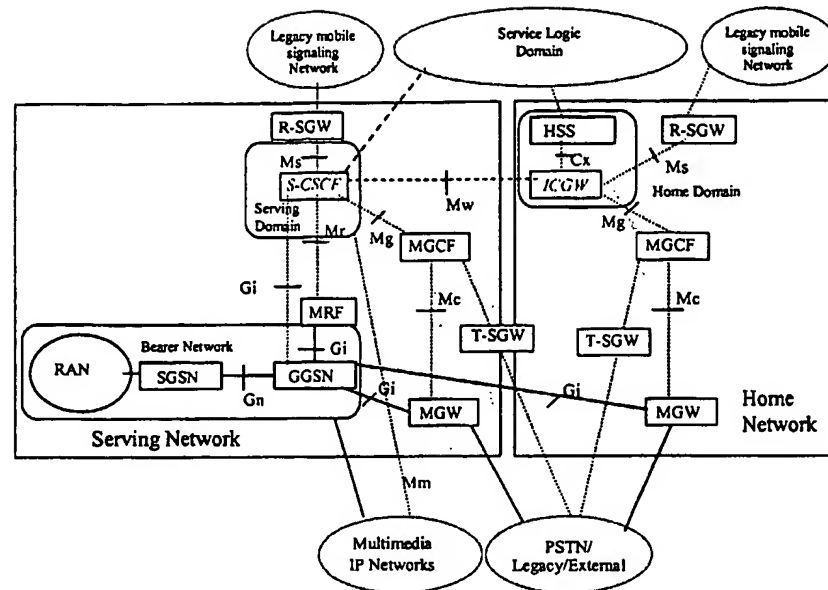 Legacy mobile
signaling
Network
Service Logic
Domain
Legacy mobile
signaling
Network
R-SGW
HSS
R-SGW
Ms
Cx
Ms
S-CSCF
ICGW
Home Domain
Mw
Serving
Domain
Mr
Mg
Mg
MGCF
MGCF
Gi
Mc
Mc
MRF
T-SGW
T-SGW
Bearer Network
Gi
RAN
SGSN
GGSN
Gn
Gi
Gi
MGW
MGW
Home
Network
Serving Network
Mm
Multimedia
IP Networks
PSTN/
Legacy/External